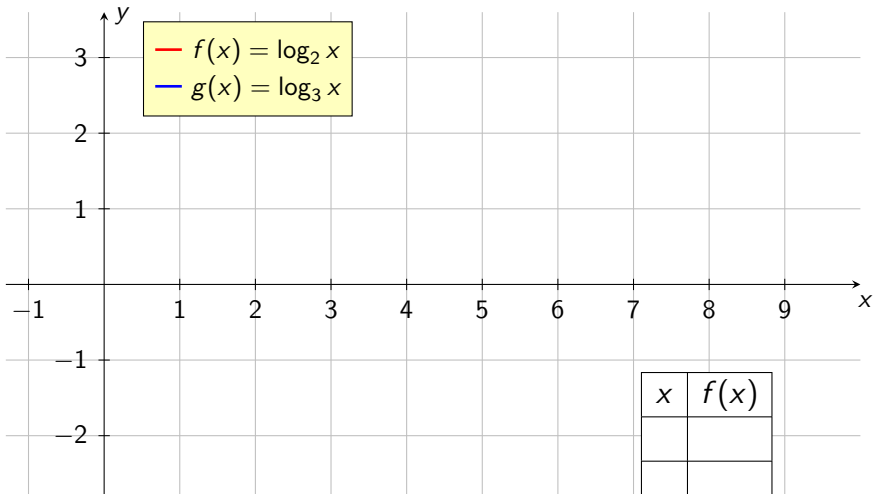 y
f(x) = log₂ x
g(x) = log₃ x
3
2
1
−1 1 2 3 4 5 6 7 8 9
x
−1
−2
x f(x)